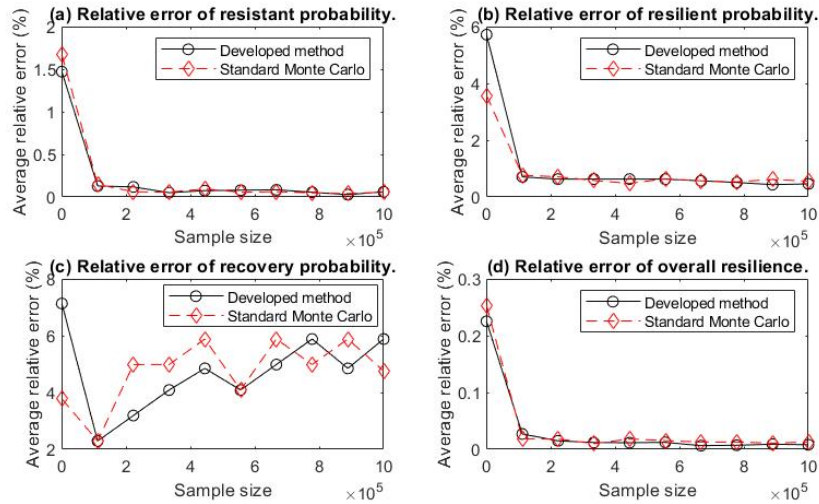 (a) Relative error of resistant probability.
Average relative error (%)
2
1.5
1
0.5
0
Developed method
Standard Monte Carlo
0 2 4 6 8 10
Sample size
×10^5
(b) Relative error of resilient probability.
Average relative error (%)
6
4
2
0
Developed method
Standard Monte Carlo
0 2 4 6 8 10
Sample size
×10^5
(c) Relative error of recovery probability.
Average relative error (%)
8
6
4
2
Developed method
Standard Monte Carlo
0 2 4 6 8 10
Sample size
×10^5
(d) Relative error of overall resilience.
Average relative error (%)
0.3
0.2
0.1
0
Developed method
Standard Monte Carlo
0 2 4 6 8 10
Sample size
×10^5